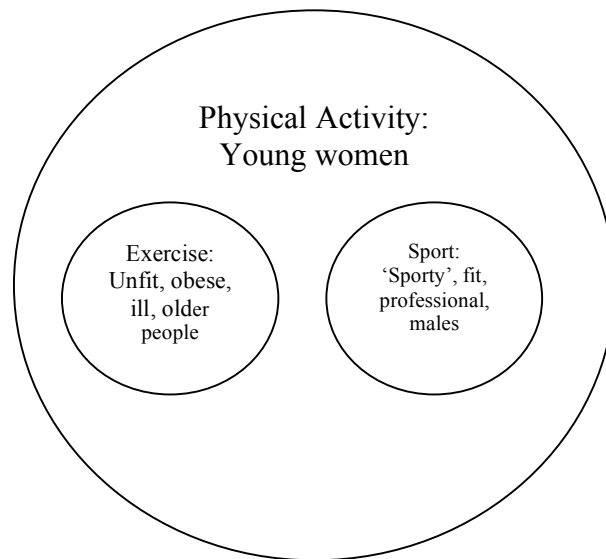 Physical Activity:
Young women
Exercise:
Unfit, obese,
ill, older
people
Sport:
‘Sporty’, fit,
professional,
males